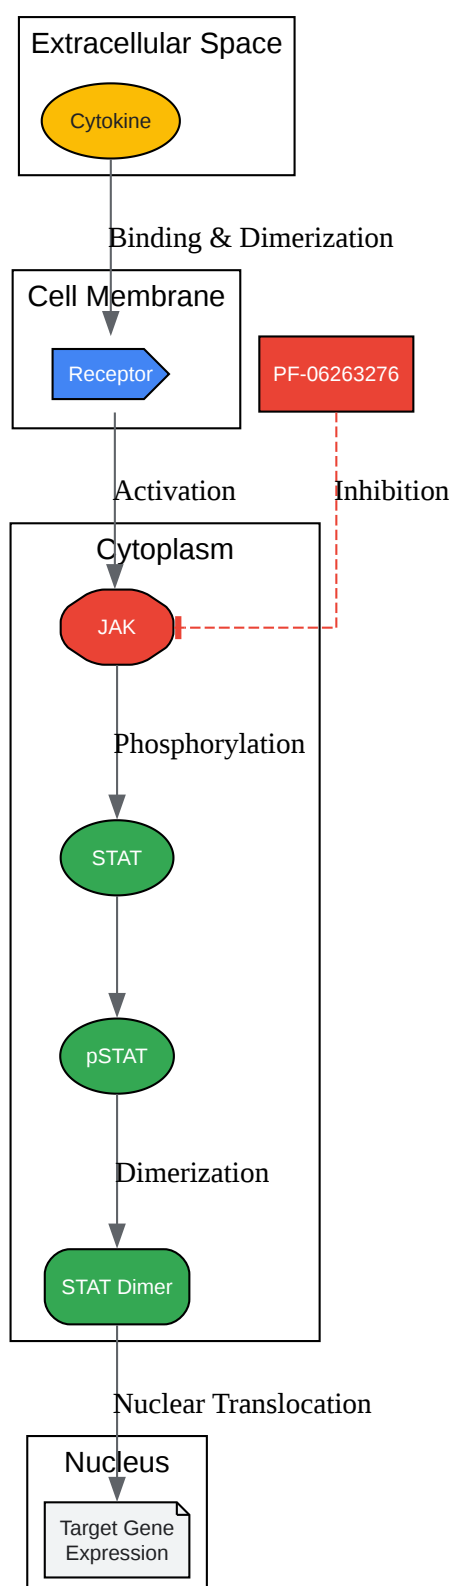 Extracellular Space
Cytokine
Binding & Dimerization
Cell Membrane
Receptor
PF-06263276
Activation
Inhibition
Cytoplasm
JAK
Phosphorylation
STAT
pSTAT
Dimerization
STAT Dimer
Nuclear Translocation
Nucleus
Target Gene
Expression